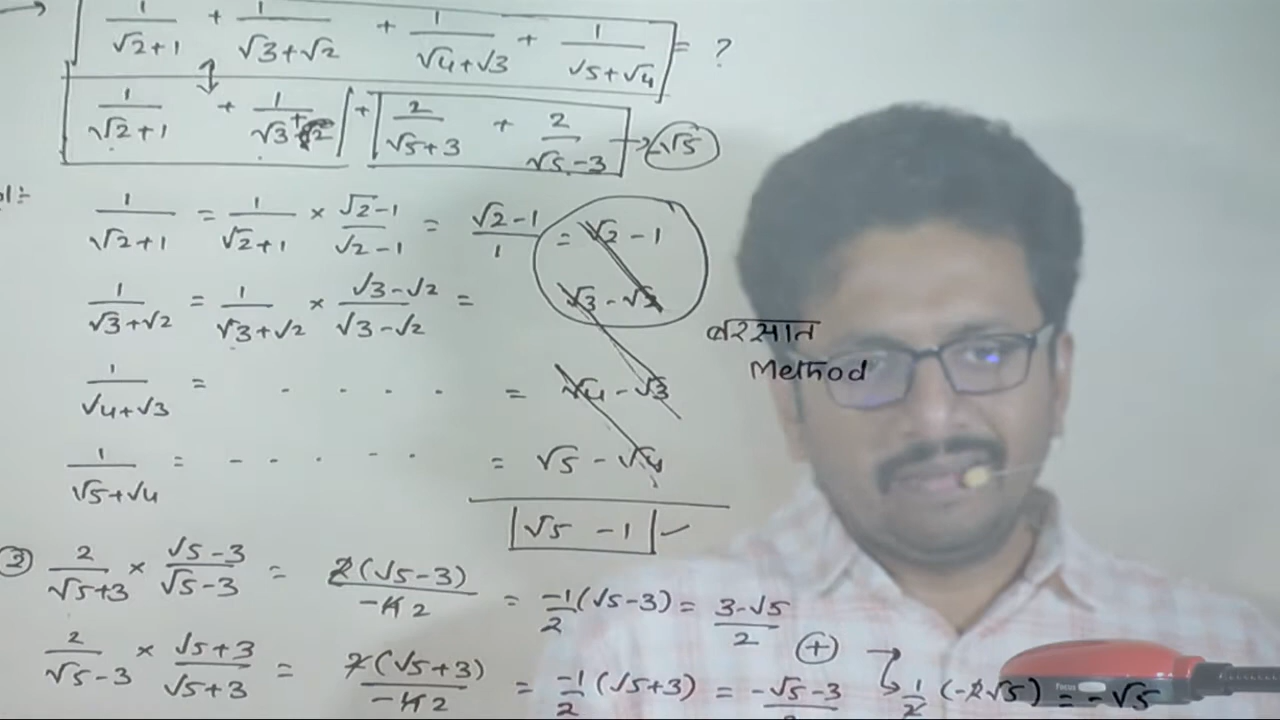 → 1/(√2+1) + 1/(√3+√2) + 1/(√4+√3) + 1/(√5+√4) = ?
1/(√2+1) + 1/(√3+√2) + 2/(√5+3) + 2/(√5-3) → -√5
1/(√2+1) = 1/(√2+1) × (√2-1)/(√2-1) = (√2-1)/1 = √2-1
1/(√3+√2) = 1/(√3+√2) × (√3-√2)/(√3-√2) = √3-√2
बरसात
Method
1/(√4+√3) = - - - - - = √4-√3
1/(√5+√4) = - - - - - = √5-√4
√5 -1 ✓
② 2/(√5+3) × (√5-3)/(√5-3) = 2(√5-3)/-4 2 = -1/2(√5-3) = (3-√5)/2
+
2/(√5-3) × (√5+3)/(√5+3) = 2(√5+3)/-4 2 = -1/2(√5+3) = (-√5-3)/2 → 1/2(-2√5) = -√5
Focus